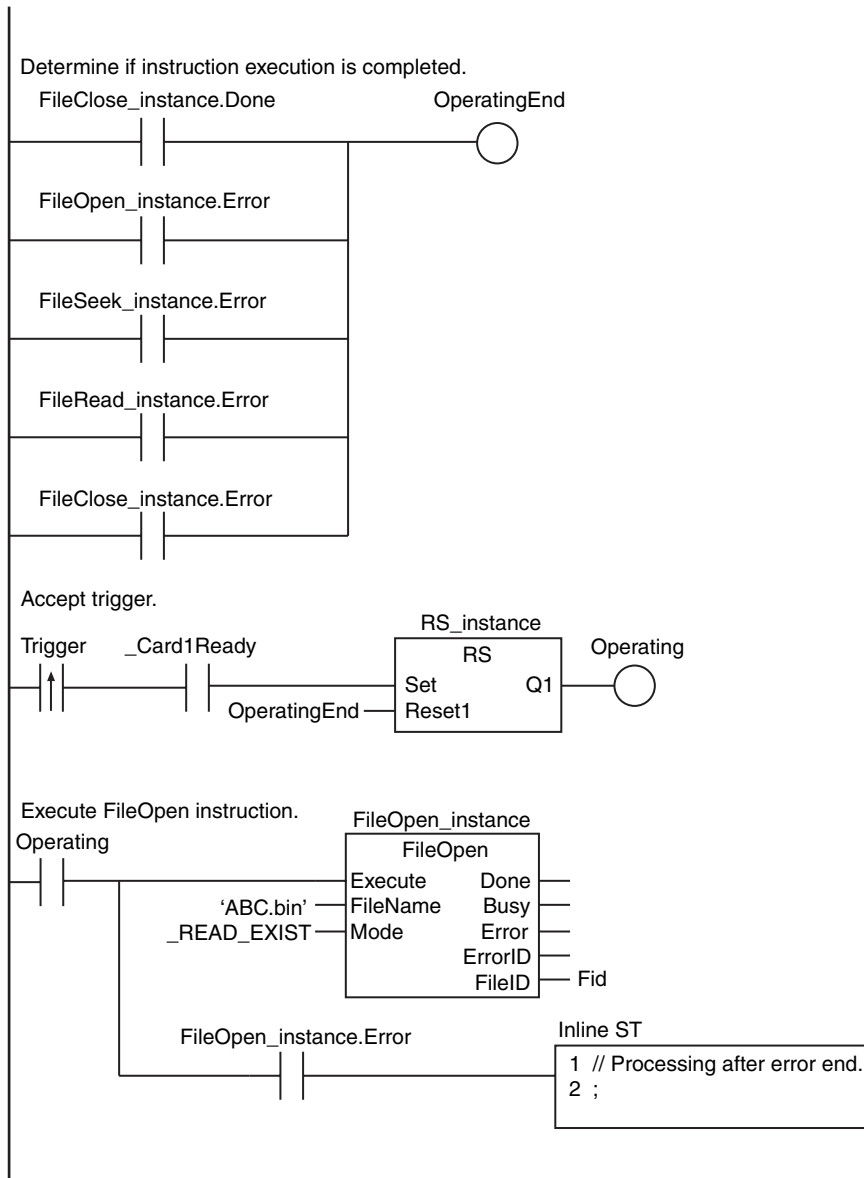 Determine if instruction execution is completed.
FileClose_instance.Done OperatingEnd
FileOpen_instance.Error
FileSeek_instance.Error
FileRead_instance.Error
FileClose_instance.Error
Accept trigger.
RS_instance
Trigger _Card1Ready RS Operating
Set Q1
OperatingEnd Reset1
Execute FileOpen instruction.
FileOpen_instance
Operating
FileOpen
Execute Done
‘ABC.bin’ FileName Busy
_READ_EXIST Mode Error
ErrorID
FileID Fid
FileOpen_instance.Error
Inline ST
1 // Processing after error end.
2 ;